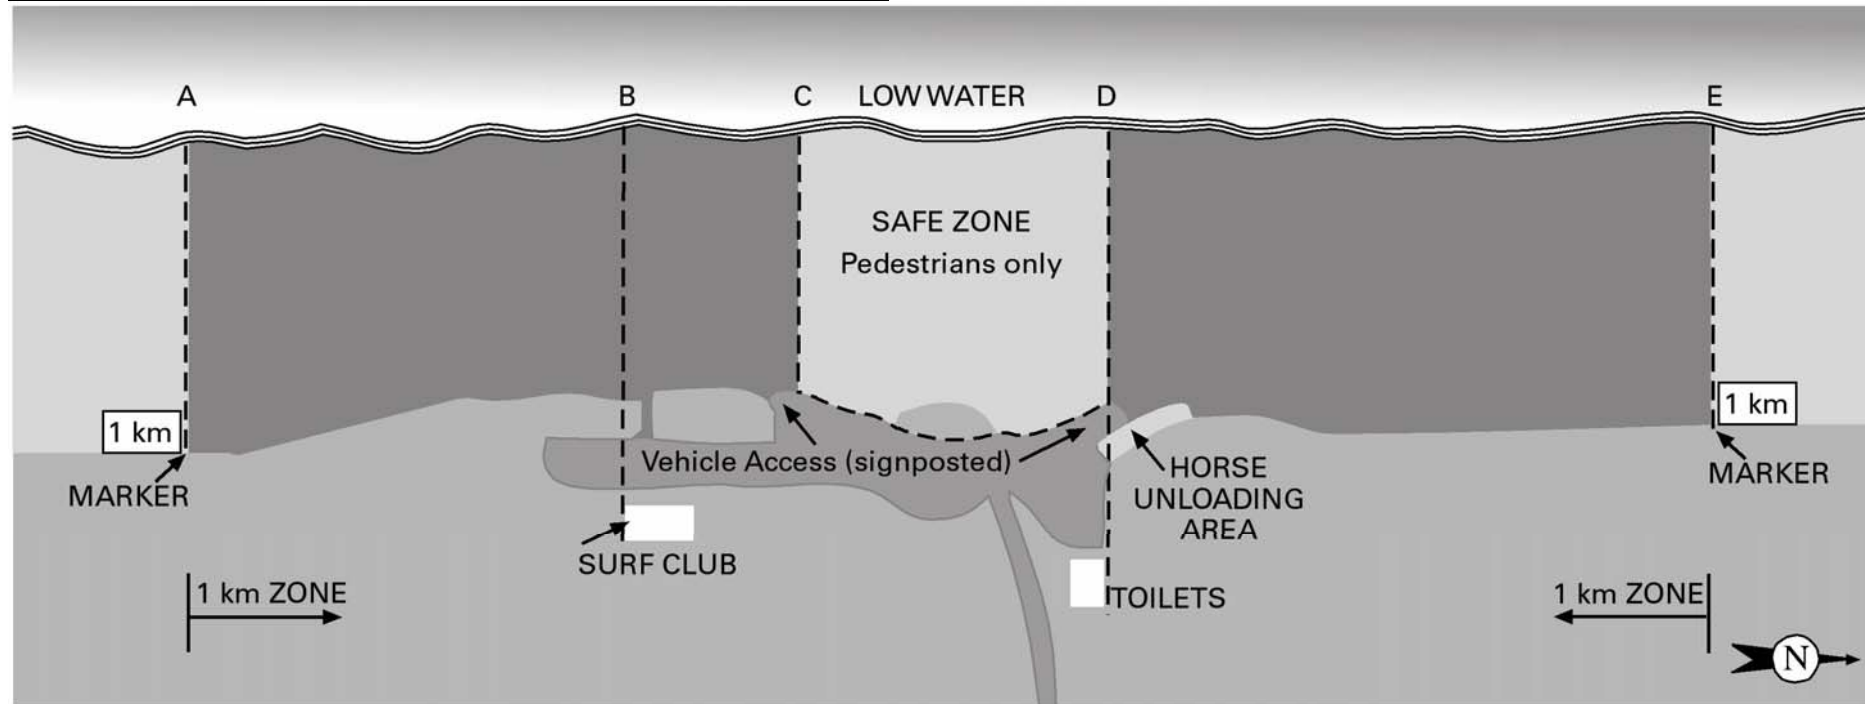 A
B
C
LOW WATER
D
E
SAFE ZONE
Pedestrians only
1 km
1 km
MARKER
Vehicle Access (signposted)
HORSE
UNLOADING
AREA
MARKER
SURF CLUB
TOILETS
1 km ZONE
1 km ZONE
N